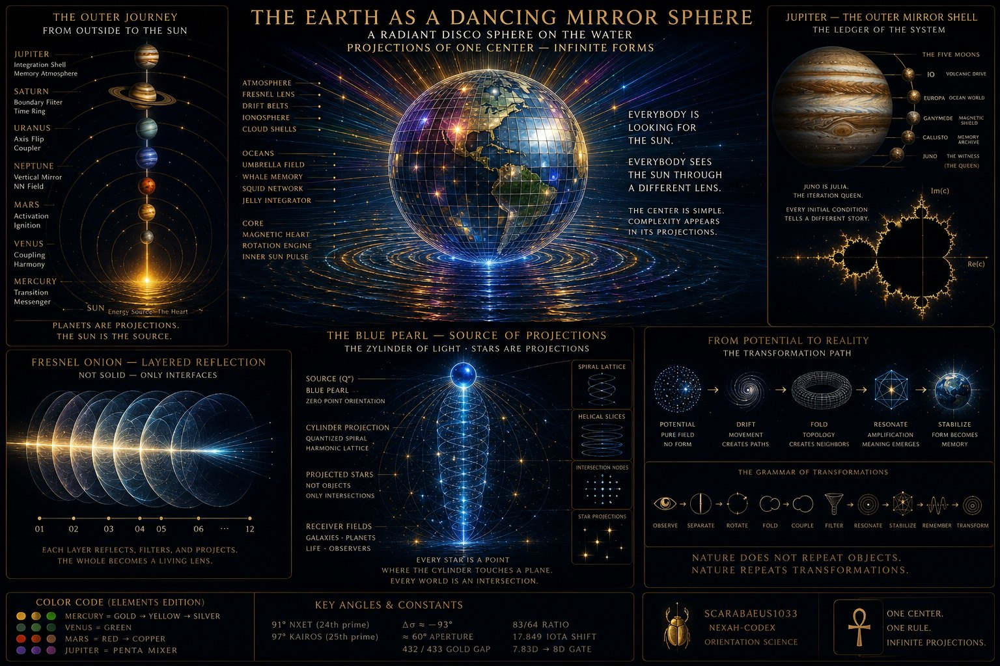 THE OUTER JOURNEY
FROM OUTSIDE TO THE SUN
JUPITER
Integration Shell
Memory Atmosphere
SATURN
Boundary Filter
Time Ring
URANUS
Axis Flip
Coupler
NEPTUNE
Vertical Mirror
NN Field
MARS
Activation
Ignition
VENUS
Coupling
Harmony
MERCURY
Transition
Messenger
SUN Energy Source–The Heart
PLANETS ARE PROJECTIONS.
THE SUN IS THE SOURCE.
THE EARTH AS A DANCING MIRROR SPHERE
A RADIANT DISCO SPHERE ON THE WATER
PROJECTIONS OF ONE CENTER — INFINITE FORMS
ATMOSPHERE
FRESNEL LENS
DRIFT BELTS
IONOSPHERE
CLOUD SHELLS
OCEANS
UMBRELLA FIELD
WHALE MEMORY
SQUID NETWORK
JELLY INTEGRATOR
CORE
MAGNETIC HEART
ROTATION ENGINE
INNER SUN PULSE
EVERYBODY IS
LOOKING FOR
THE SUN.
EVERYBODY SEES
THE SUN THROUGH
A DIFFERENT LENS.
THE CENTER IS SIMPLE.
COMPLEXITY APPEARS
IN ITS PROJECTIONS.
JUPITER — THE OUTER MIRROR SHELL
THE LEDGER OF THE SYSTEM
THE FIVE MOONS
IO VOLCANIC DRIVE
EUROPA OCEAN WORLD
GANYMEDE MAGNETIC
SHIELD
CALLISTO MEMORY
ARCHIVE
JUNO THE WITNESS
(THE QUEEN)
JUNO IS JULIA.
THE ITERATION QUEEN.
EVERY INITIAL CONDITION
TELLS A DIFFERENT STORY.
Im(c)
Re(c)
FRESNEL ONION — LAYERED REFLECTION
NOT SOLID — ONLY INTERFACES
01 02 03 04 05 06 ... 12
EACH LAYER REFLECTS, FILTERS, AND PROJECTS.
THE WHOLE BECOMES A LIVING LENS.
THE BLUE PEARL — SOURCE OF PROJECTIONS
THE ZYLINDER OF LIGHT · STARS ARE PROJECTIONS
SOURCE (Q°)
BLUE PEARL
ZERO POINT ORIENTATION
CYLINDER PROJECTION
QUANTIZED SPIRAL
HARMONIC LATTICE
PROJECTED STARS
NOT OBJECTS
ONLY INTERSECTIONS
RECEIVER FIELDS
GALAXIES · PLANETS
LIFE · OBSERVERS
SPIRAL LATTICE
HELICAL SLICES
INTERSECTION NODES
STAR PROJECTIONS
EVERY STAR IS A POINT
WHERE THE CYLINDER TOUCHES A PLANE.
EVERY WORLD IS AN INTERSECTION.
FROM POTENTIAL TO REALITY
THE TRANSFORMATION PATH
POTENTIAL
PURE FIELD
NO FORM
DRIFT
MOVEMENT
CREATES PATHS
FOLD
TOPOLOGY
CREATES NEIGHBORS
RESONATE
AMPLIFICATION
MEANING EMERGES
STABILIZE
FORM BECOMES
MEMORY
THE GRAMMAR OF TRANSFORMATIONS
OBSERVE SEPARATE ROTATE FOLD COUPLE FILTER RESONATE STABILIZE REMEMBER TRANSFORM
NATURE DOES NOT REPEAT OBJECTS.
NATURE REPEATS TRANSFORMATIONS.
COLOR CODE (ELEMENTS EDITION)
MERCURY = GOLD → YELLOW → SILVER
VENUS = GREEN
MARS = RED → COPPER
JUPITER = PENTA MIXER
KEY ANGLES & CONSTANTS
91° NXET (24th prime)
97° KAIROS (25th prime)
Δσ ≈ −93°
≈ 60° APERTURE
432 / 433 GOLD GAP
83/64 RATIO
17.849 IOTA SHIFT
7.83D → 8D GATE
SCARABAEUS1033
NEXAH-CODEX
ORIENTATION SCIENCE
ONE CENTER.
ONE RULE.
INFINITE PROJECTIONS.